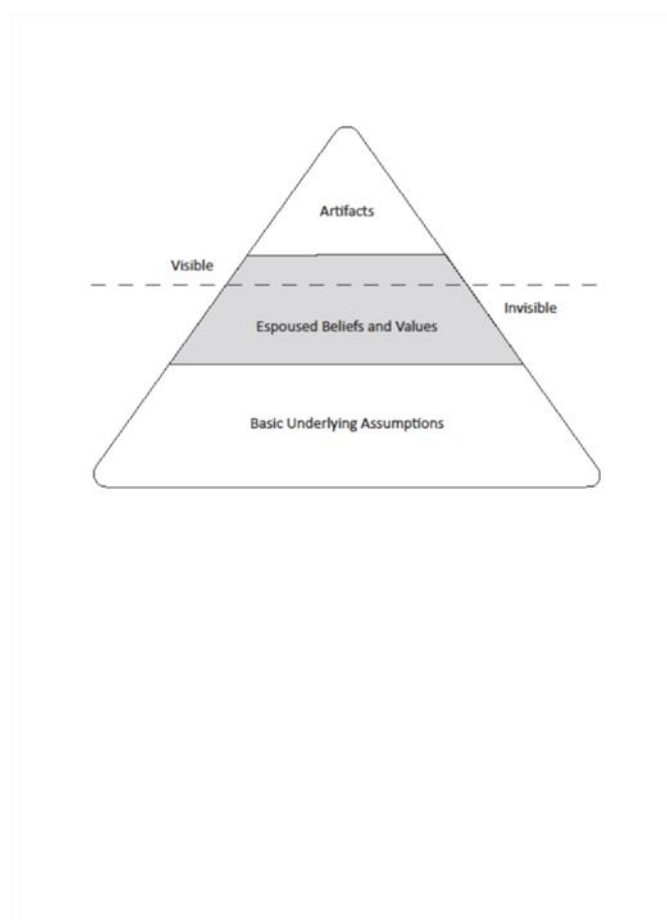 Artifacts
Visible
Invisible
Espoused Beliefs and Values
Basic Underlying Assumptions